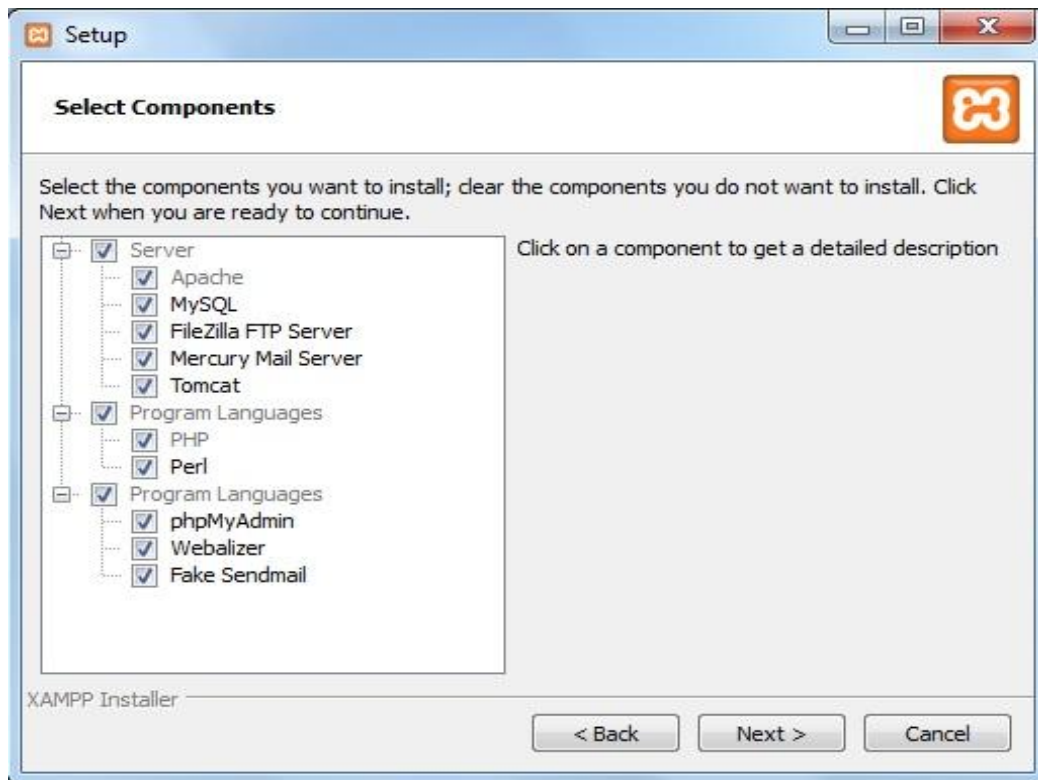 Setup
Select Components
Select the components you want to install; clear the components you do not want to install. Click
Next when you are ready to continue.
Server
Apache
MySQL
FileZilla FTP Server
Mercury Mail Server
Tomcat
Program Languages
PHP
Perl
Program Languages
phpMyAdmin
Webalizer
Fake Sendmail
Click on a component to get a detailed description
XAMPP Installer
< Back
Next >
Cancel